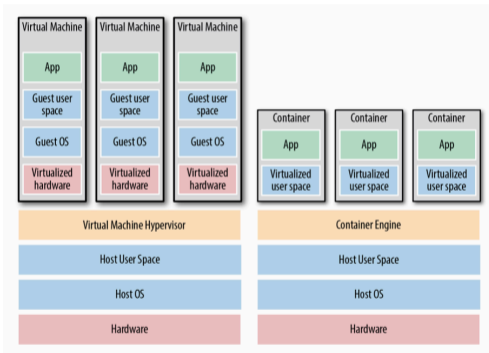 Virtual Machine
App
Guest user
space
Guest OS
Virtualized
hardware
Virtual Machine
App
Guest user
space
Guest OS
Virtualized
hardware
Virtual Machine
App
Guest user
space
Guest OS
Virtualized
hardware
Virtual Machine Hypervisor
Host User Space
Host OS
Hardware
Container
App
Virtualized
user space
Container
App
Virtualized
user space
Container
App
Virtualized
user space
Container Engine
Host User Space
Host OS
Hardware